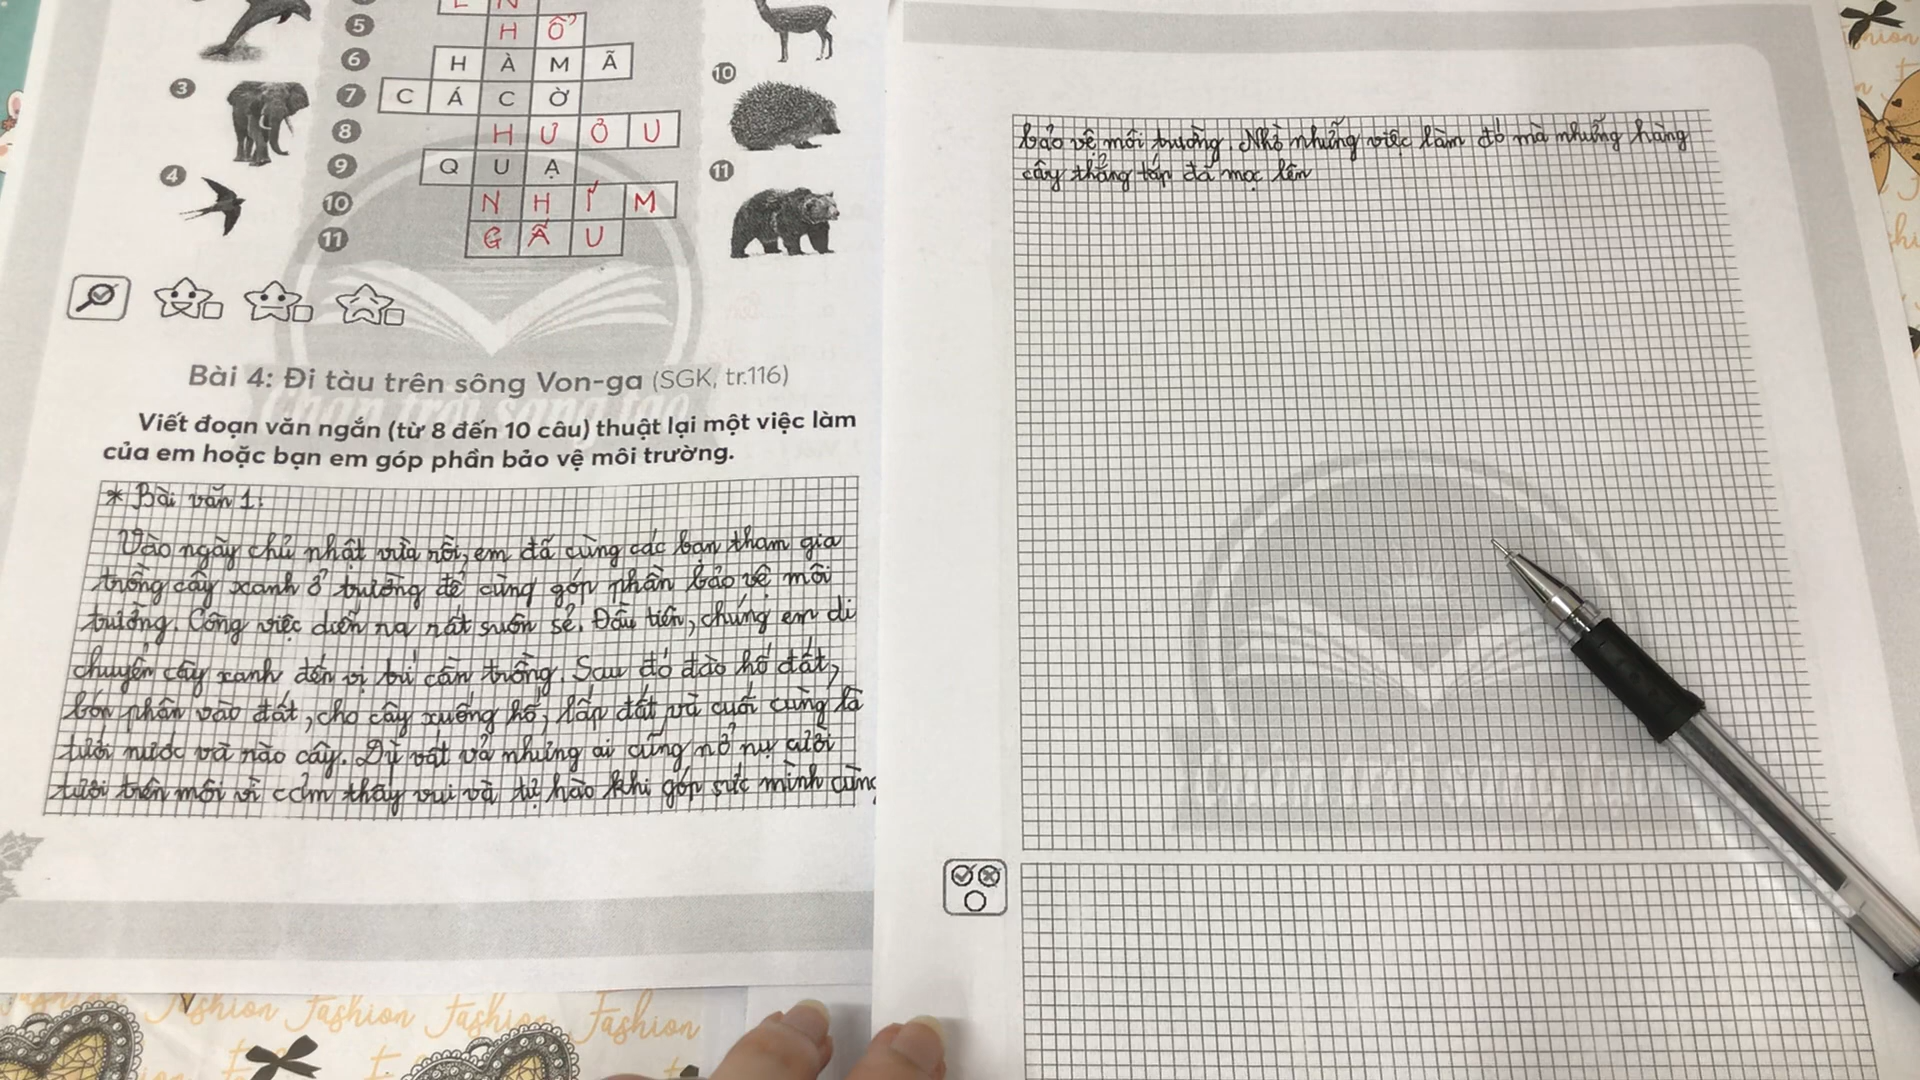 5 H Ổ
6 H À M Ã
7 C Á C Ờ
8 H Ư Ơ U
9 Q U Ạ
10 N H Í M
11 G Ấ U
3
4
10
11
Bài 4: Đi tàu trên sông Von-ga (SGK, tr.116)
Chân trời sáng tạo
Viết đoạn văn ngắn (từ 8 đến 10 câu) thuật lại một việc làm
của em hoặc bạn em góp phần bảo vệ môi trường.
* Bài văn 1:
Vào ngày chủ nhật vừa rồi, em đã cùng các bạn tham gia
trồng cây xanh ở trường để cùng góp phần bảo vệ môi
trường. Công việc diễn ra rất suôn sẻ. Đầu tiên, chúng em di
chuyển cây xanh đến vị trí cần trồng. Sau đó đào hố đất,
bón phân vào đất, cho cây xuống hố, lấp đất và cuối cùng là
tưới nước và rào cây. Dù vất vả nhưng ai cũng nở nụ cười
tươi trên môi vì cảm thấy vui và tự hào khi góp sức mình cùng
bảo vệ môi trường. Nhờ những việc làm đó mà những hàng
cây thẳng tắp đã mọc lên
Fashion Fashion Fashion Fashion